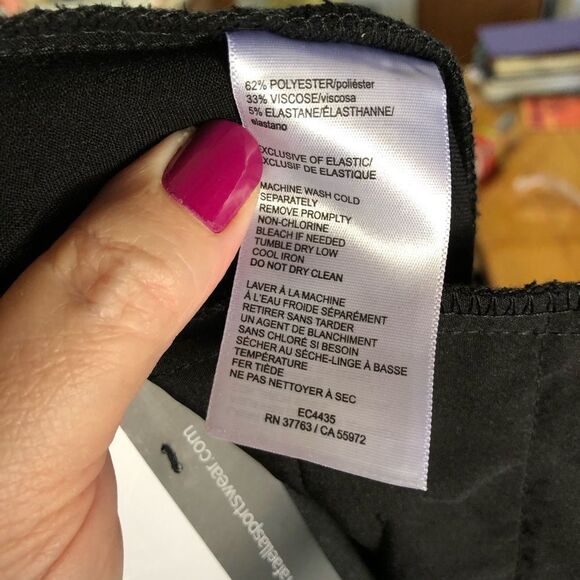 62% POLYESTER/poliéster
33% VISCOSE/viscosa
5% ELASTANE/ÉLASTHANNE/
elastano
EXCLUSIVE OF ELASTIC/
EXCLUSIF DE ELASTIQUE
MACHINE WASH COLD
SEPARATELY
REMOVE PROMPLTY
NON-CHLORINE
BLEACH IF NEEDED
TUMBLE DRY LOW
COOL IRON
DO NOT DRY CLEAN
LAVER À LA MACHINE
À L'EAU FROIDE SÉPARÉMENT
RETIRER SANS TARDER
UN AGENT DE BLANCHIMENT
SANS CHLORÉ SI BESOIN
SÉCHER AU SÈCHE-LINGE À BASSE
TEMPÉRATURE
FER TIÈDE
NE PAS NETTOYER À SEC
EC4435
RN 37763 / CA 55972
rafaellasportswear.com